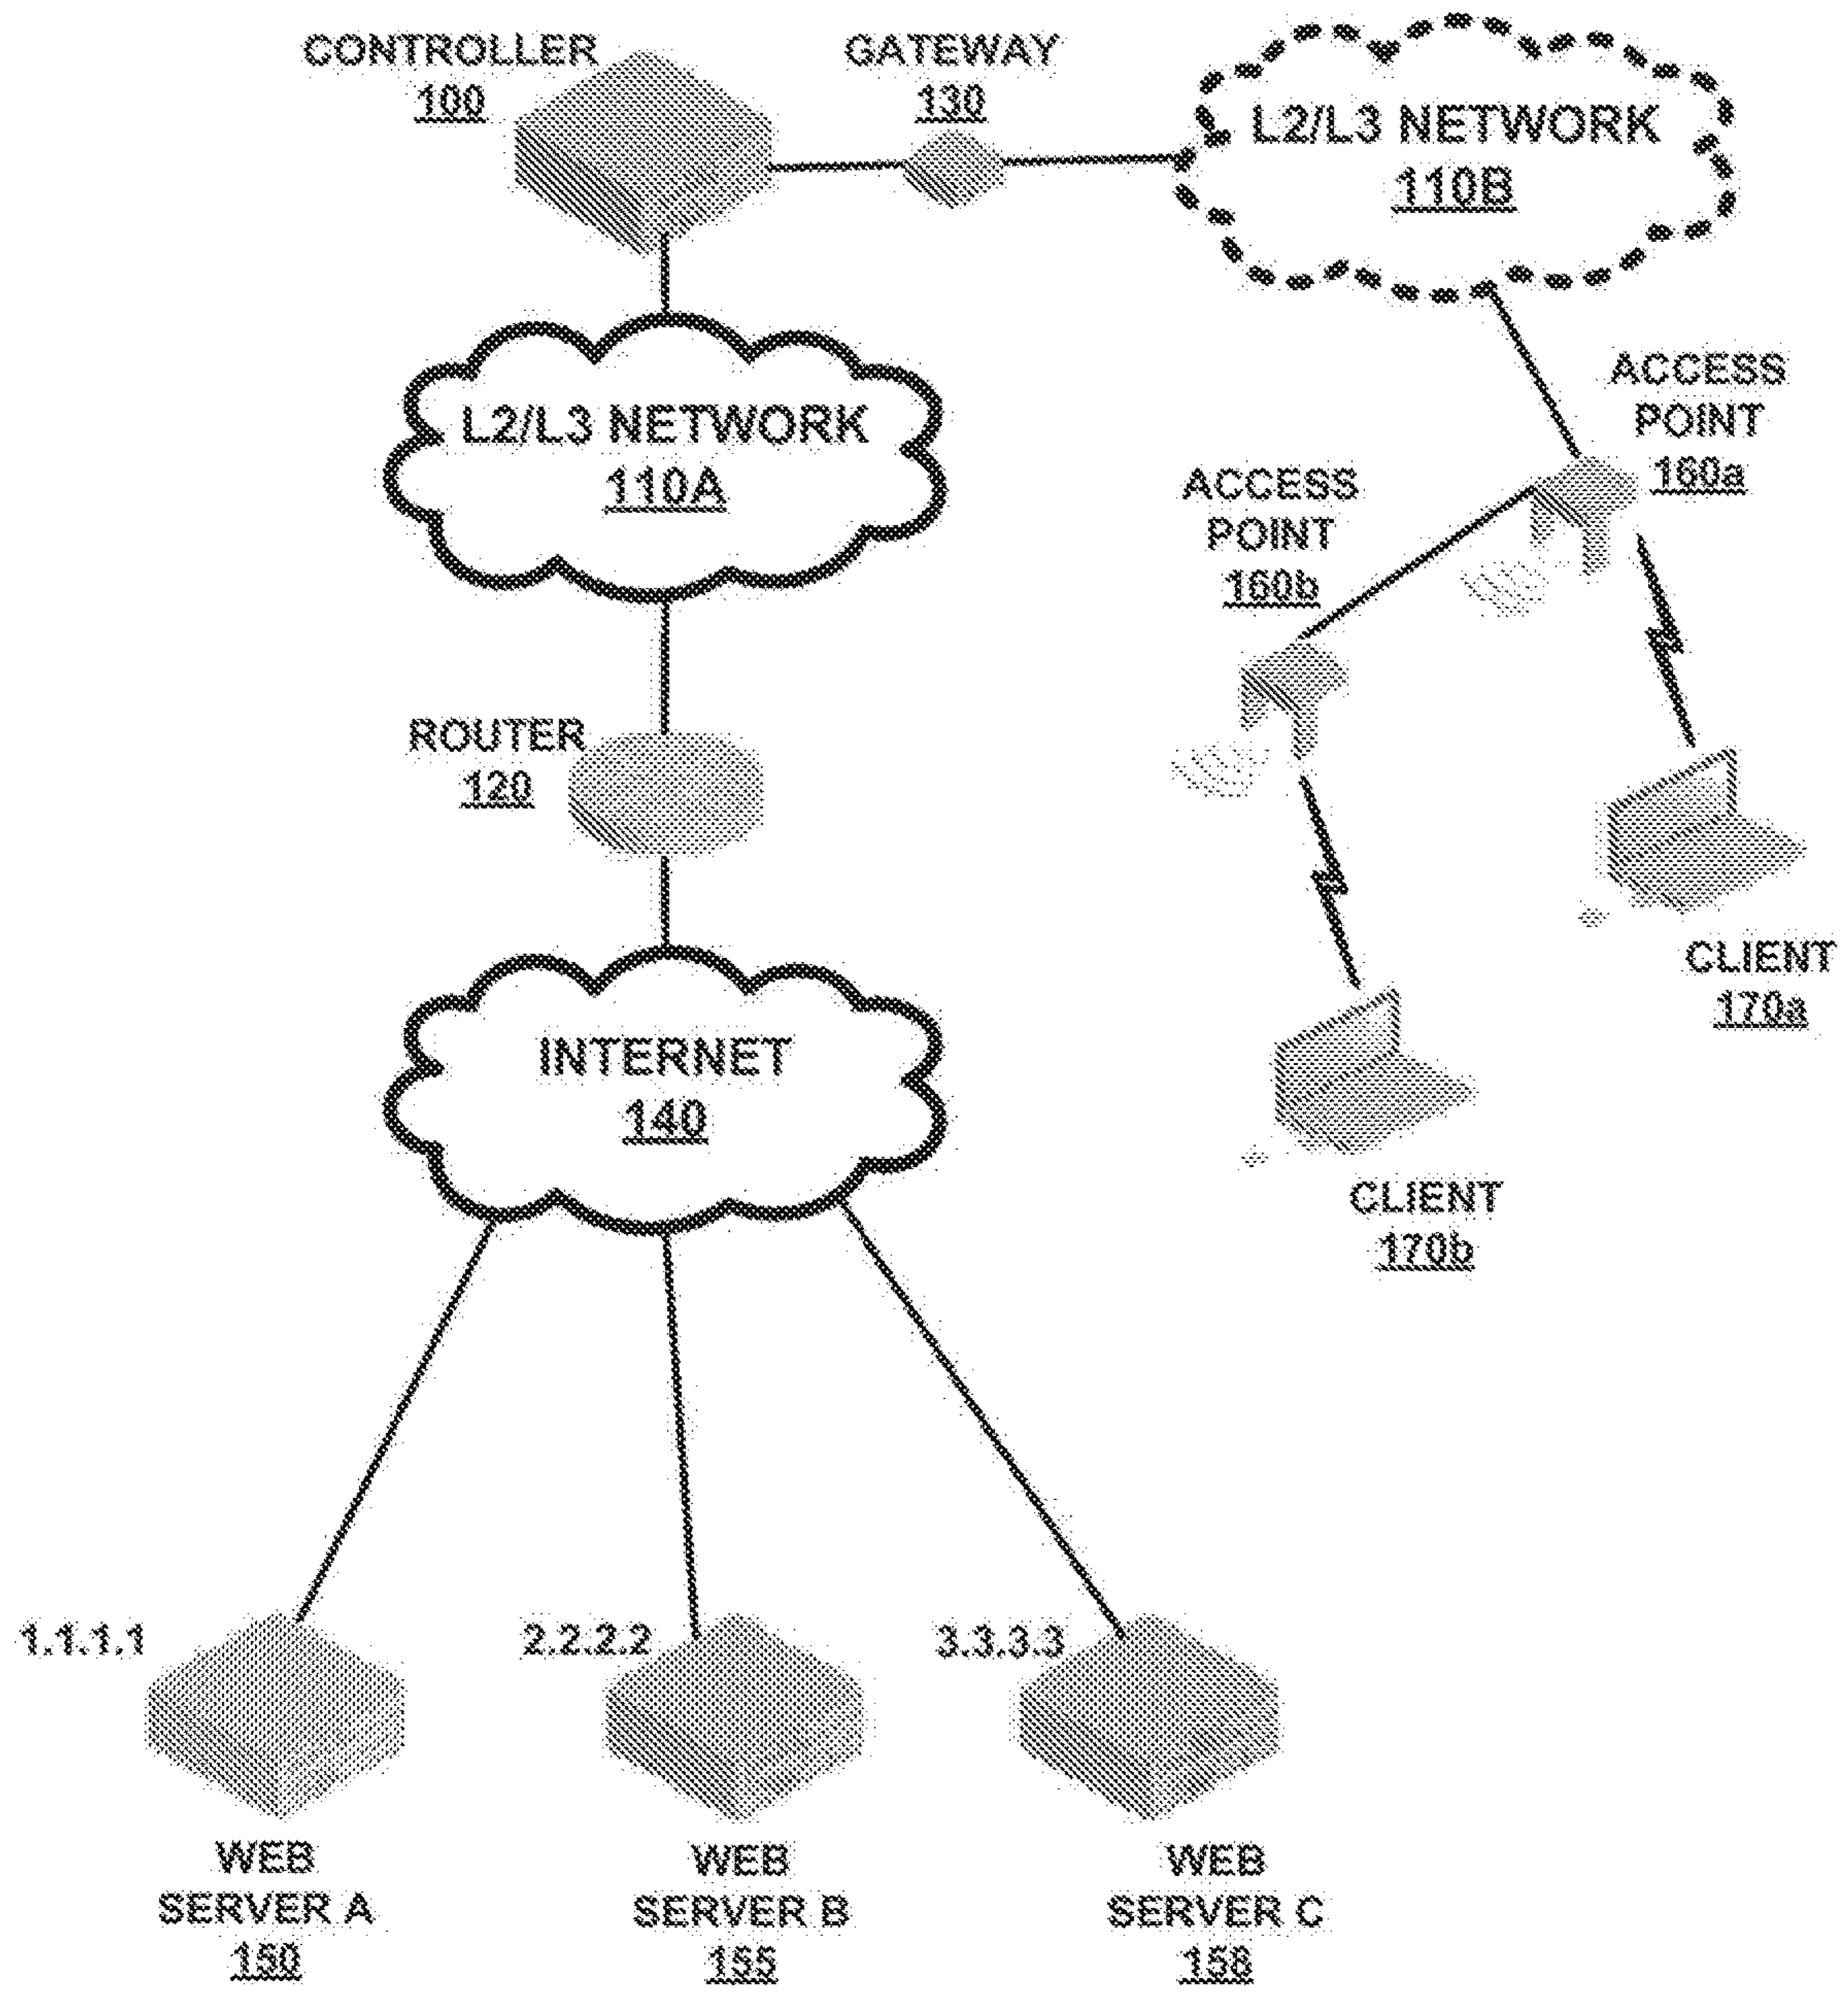 CONTROLLER
100
GATEWAY
130
L2/L3 NETWORK
110B
L2/L3 NETWORK
110A
ACCESS
POINT
160a
ACCESS
POINT
160b
ROUTER
120
CLIENT
170a
INTERNET
140
CLIENT
170b
1.1.1.1
2.2.2.2
3.3.3.3
WEB
SERVER A
150
WEB
SERVER B
155
WEB
SERVER C
158